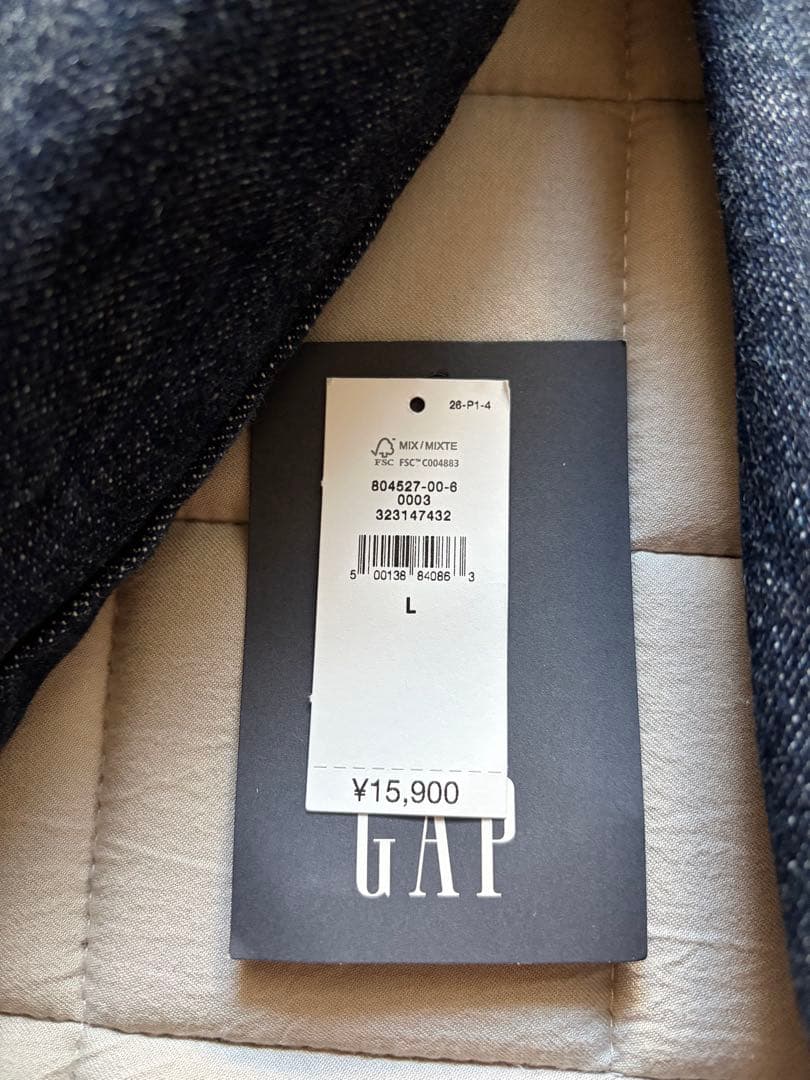 26-P1-4
MIX/MIXTE
FSC FSC™ C004883
804527-00-6
0003
323147432
5 00138 84086 3
L
¥15,900
GAP